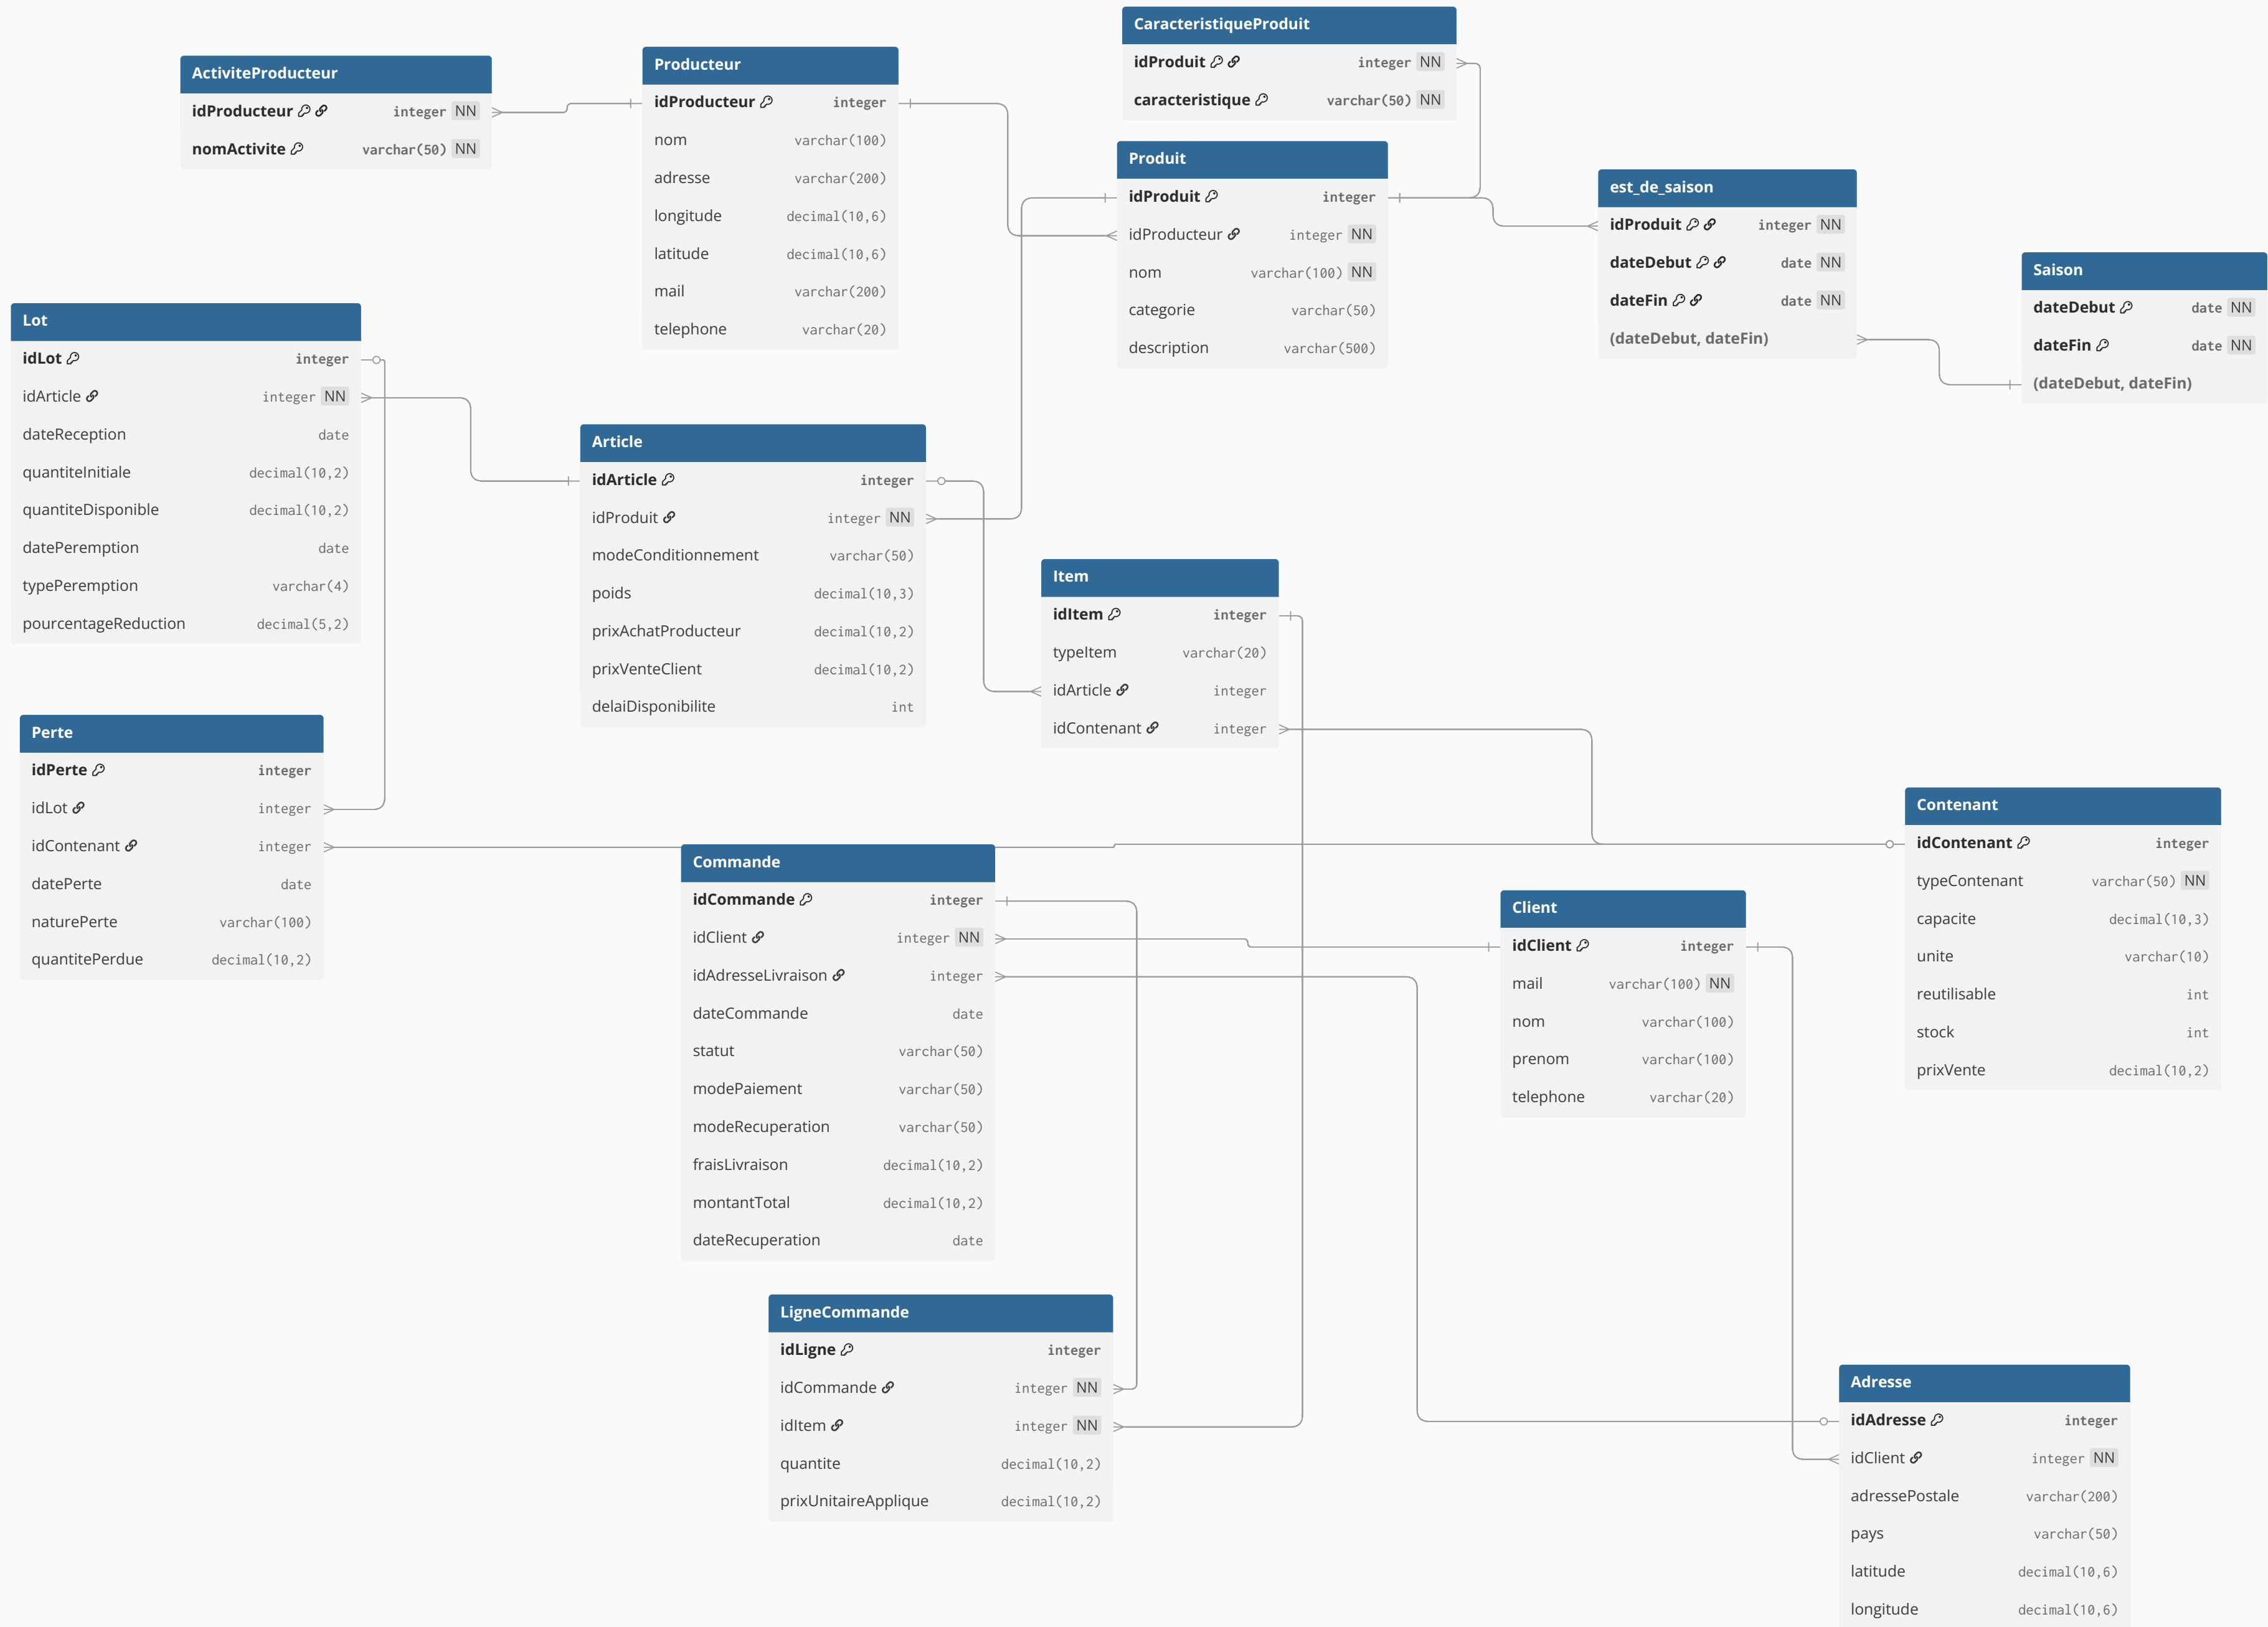 CaracteristiqueProduit
idProduit integer NN
caracteristique varchar(50) NN
ActiviteProducteur
idProducteur integer NN
nomActivite varchar(50) NN
Producteur
idProducteur integer
nom varchar(100)
adresse varchar(200)
longitude decimal(10,6)
latitude decimal(10,6)
mail varchar(200)
telephone varchar(20)
Produit
idProduit integer
idProducteur integer NN
nom varchar(100) NN
categorie varchar(50)
description varchar(500)
est_de_saison
idProduit integer NN
dateDebut date NN
dateFin date NN
(dateDebut, dateFin)
Saison
dateDebut date NN
dateFin date NN
(dateDebut, dateFin)
Lot
idLot integer
idArticle integer NN
dateReception date
quantiteInitiale decimal(10,2)
quantiteDisponible decimal(10,2)
datePeremption date
typePeremption varchar(4)
pourcentageReduction decimal(5,2)
Article
idArticle integer
idProduit integer NN
modeConditionnement varchar(50)
poids decimal(10,3)
prixAchatProducteur decimal(10,2)
prixVenteClient decimal(10,2)
delaiDisponibilite int
Item
idItem integer
typeItem varchar(20)
idArticle integer
idContenant integer
Perte
idPerte integer
idLot integer
idContenant integer
datePerte date
naturePerte varchar(100)
quantitePerdue decimal(10,2)
Contenant
idContenant integer
typeContenant varchar(50) NN
capacite decimal(10,3)
unite varchar(10)
reutilisable int
stock int
prixVente decimal(10,2)
Commande
idCommande integer
idClient integer NN
idAdresseLivraison integer
dateCommande date
statut varchar(50)
modePaiement varchar(50)
modeRecuperation varchar(50)
fraisLivraison decimal(10,2)
montantTotal decimal(10,2)
dateRecuperation date
Client
idClient integer
mail varchar(100) NN
nom varchar(100)
prenom varchar(100)
telephone varchar(20)
LigneCommande
idLigne integer
idCommande integer NN
idItem integer NN
quantite decimal(10,2)
prixUnitaireApplique decimal(10,2)
Adresse
idAdresse integer
idClient integer NN
adressePostale varchar(200)
pays varchar(50)
latitude decimal(10,6)
longitude decimal(10,6)